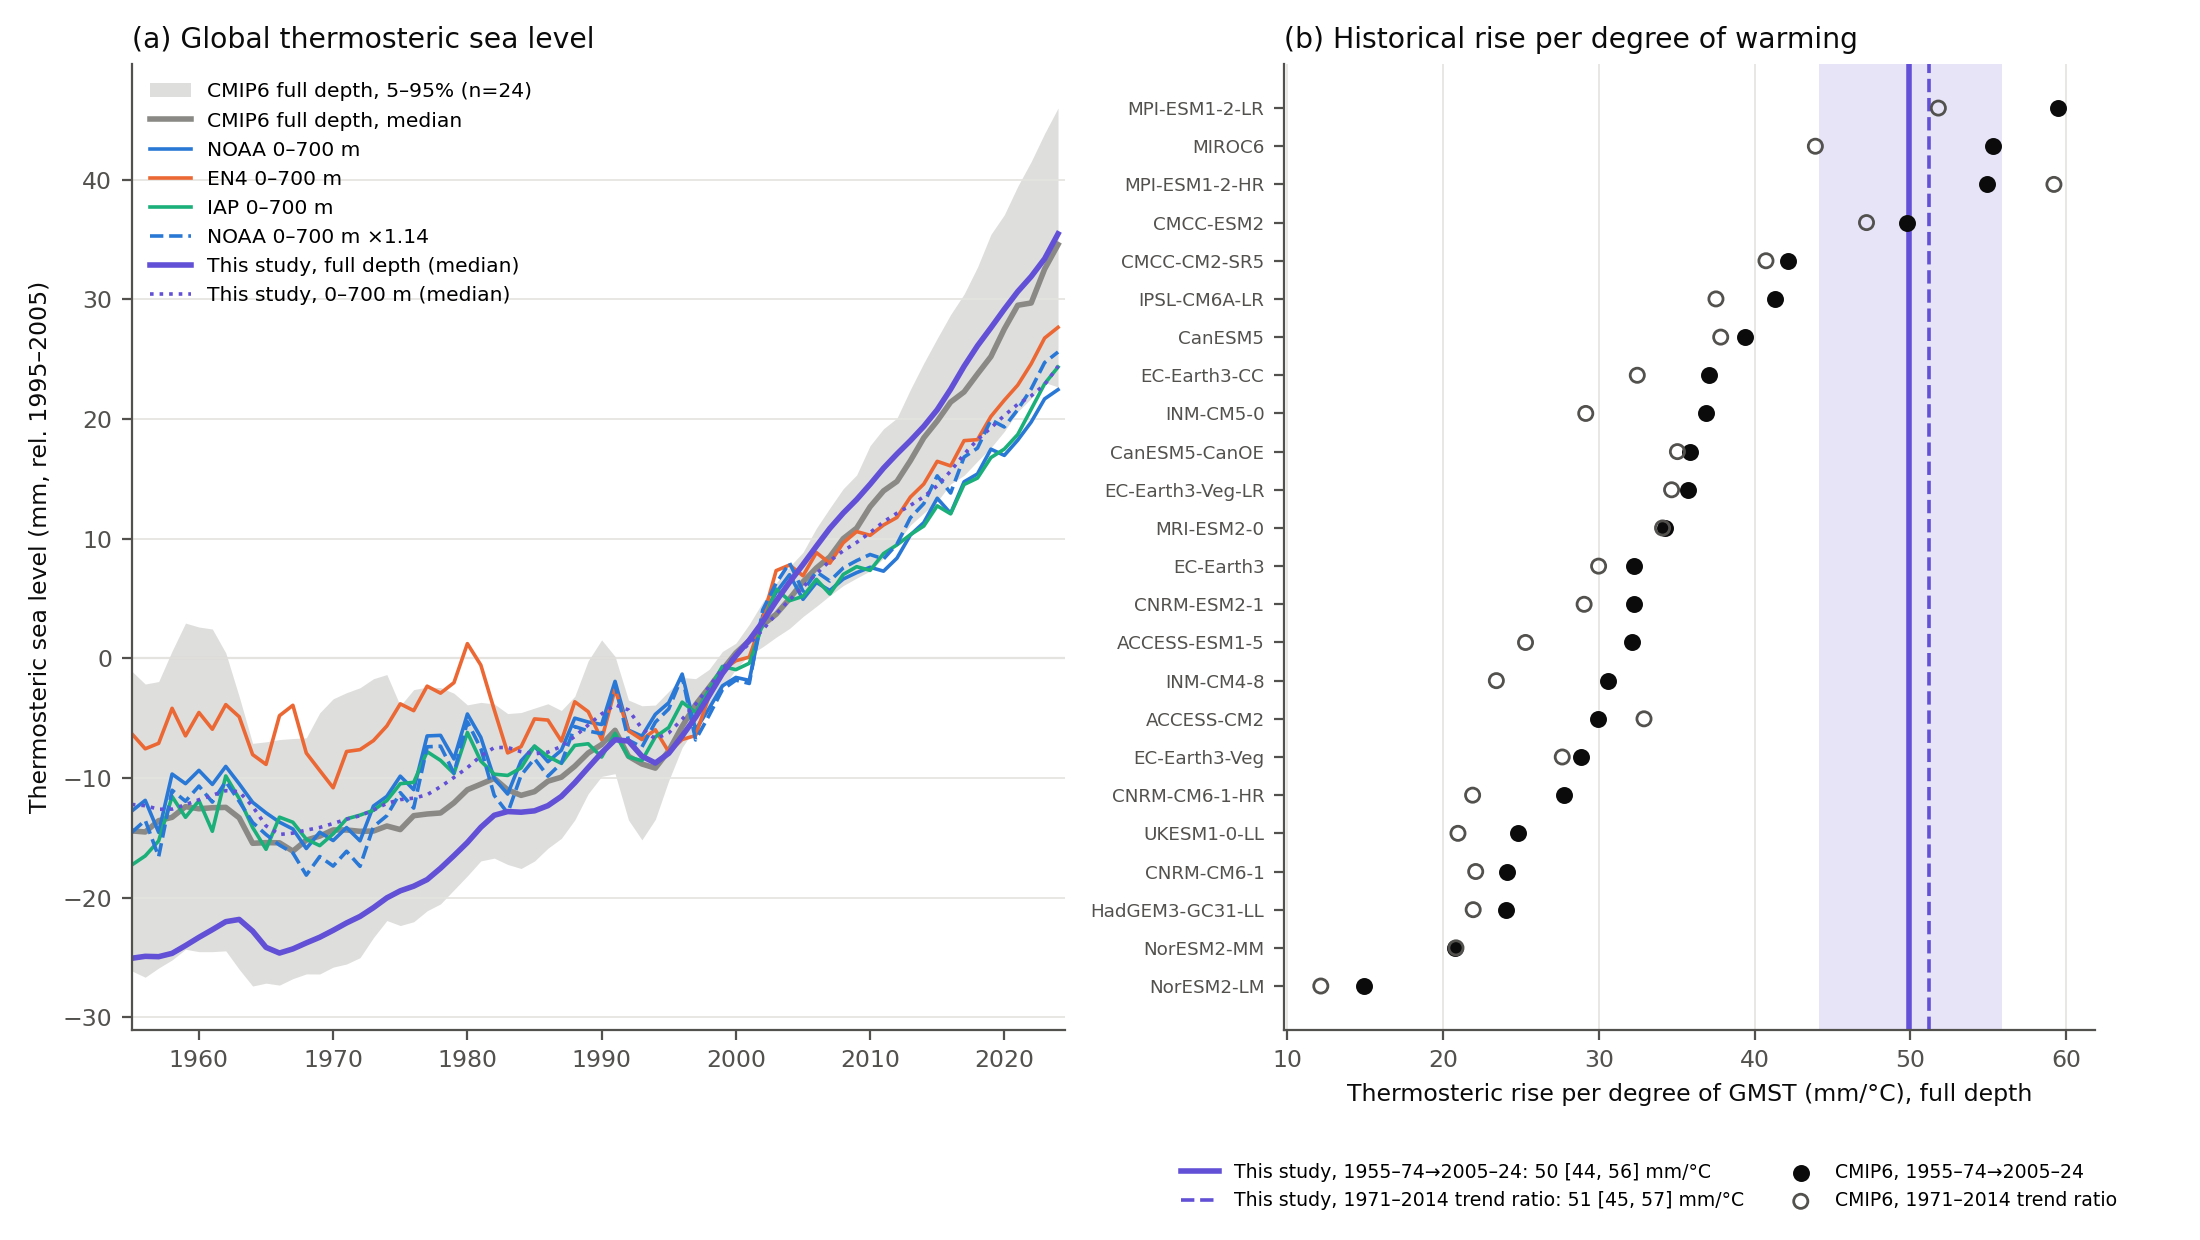 (a) Global thermosteric sea level
CMIP6 full depth, 5–95% (n=24)
CMIP6 full depth, median
NOAA 0–700 m
EN4 0–700 m
IAP 0–700 m
NOAA 0–700 m ×1.14
This study, full depth (median)
This study, 0–700 m (median)
Thermosteric sea level (mm, rel. 1995–2005)
40
30
20
10
0
−10
−20
−30
1960 1970 1980 1990 2000 2010 2020
(b) Historical rise per degree of warming
MPI-ESM1-2-LR
MIROC6
MPI-ESM1-2-HR
CMCC-ESM2
CMCC-CM2-SR5
IPSL-CM6A-LR
CanESM5
EC-Earth3-CC
INM-CM5-0
CanESM5-CanOE
EC-Earth3-Veg-LR
MRI-ESM2-0
EC-Earth3
CNRM-ESM2-1
ACCESS-ESM1-5
INM-CM4-8
ACCESS-CM2
EC-Earth3-Veg
CNRM-CM6-1-HR
UKESM1-0-LL
CNRM-CM6-1
HadGEM3-GC31-LL
NorESM2-MM
NorESM2-LM
10 20 30 40 50 60
Thermosteric rise per degree of GMST (mm/°C), full depth
This study, 1955–74→2005–24: 50 [44, 56] mm/°C
This study, 1971–2014 trend ratio: 51 [45, 57] mm/°C
CMIP6, 1955–74→2005–24
CMIP6, 1971–2014 trend ratio